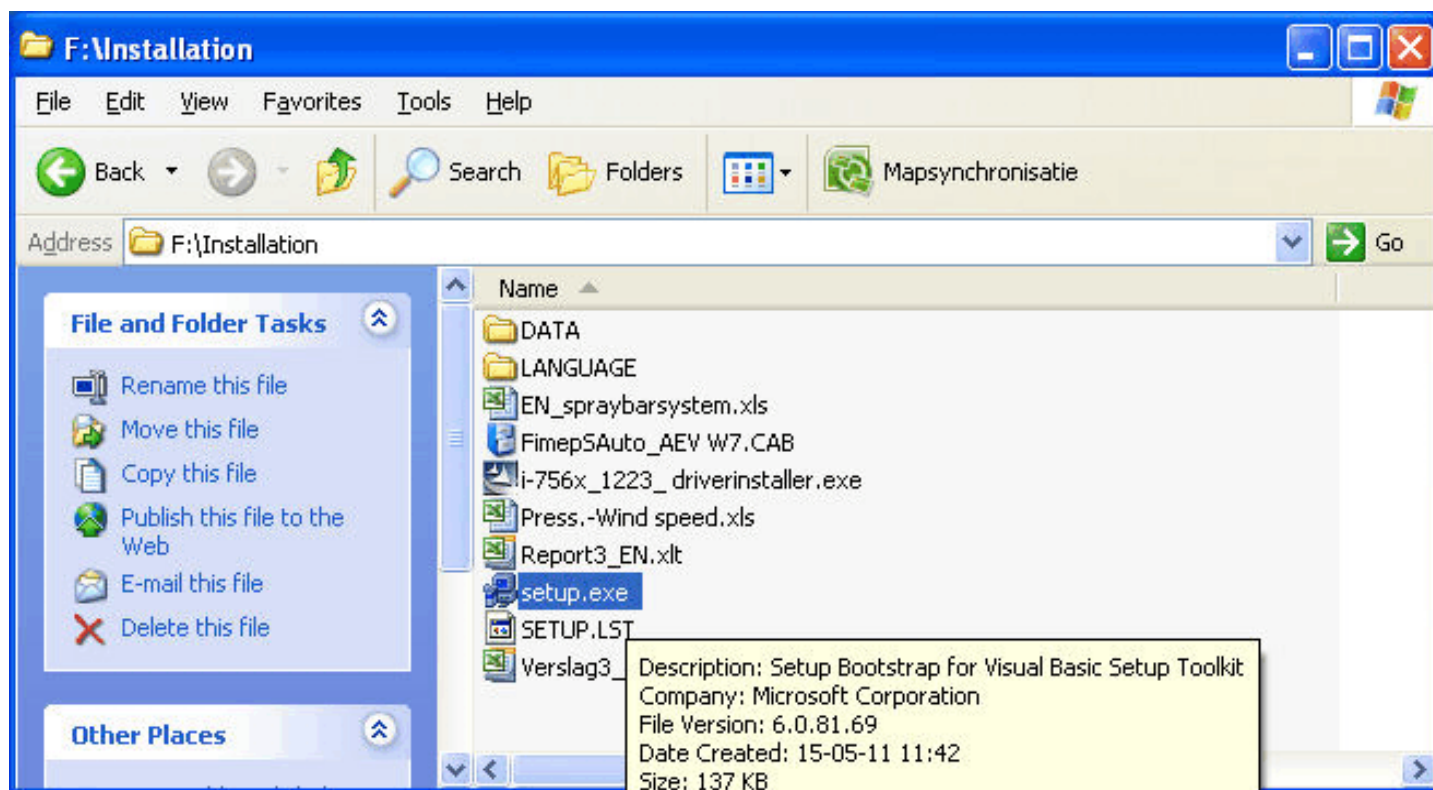 F:\Installation
File Edit View Favorites Tools Help
Back Search Folders Mapsynchronisatie
Address F:\Installation Go
Name
File and Folder Tasks
Rename this file
Move this file
Copy this file
Publish this file to the
Web
E-mail this file
Delete this file
Other Places
DATA
LANGUAGE
EN_spraybarsystem.xls
FimepSAuto_AEV W7.CAB
i-756x_1223_ driverinstaller.exe
Press.-Wind speed.xls
Report3_EN.xlt
setup.exe
SETUP.LST
Verslag3_
Description: Setup Bootstrap for Visual Basic Setup Toolkit
Company: Microsoft Corporation
File Version: 6.0.81.69
Date Created: 15-05-11 11:42
Size: 137 KB